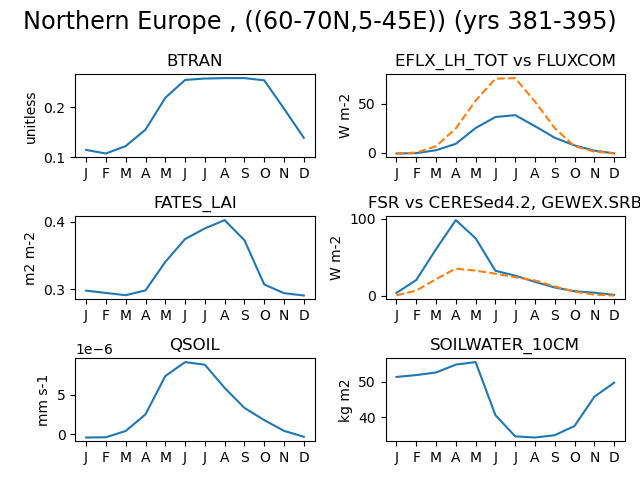 Northern Europe , ((60-70N,5-45E)) (yrs 381-395)
BTRAN
unitless
0.2
0.1
J F M A M J J A S O N D
EFLX_LH_TOT vs FLUXCOM
W m-2
50
0
J F M A M J J A S O N D
FATES_LAI
m2 m-2
0.4
0.3
J F M A M J J A S O N D
FSR vs CERESed4.2, GEWEX.SRB
W m-2
100
0
J F M A M J J A S O N D
QSOIL
1e−6
mm s-1
5
0
J F M A M J J A S O N D
SOILWATER_10CM
kg m2
50
40
J F M A M J J A S O N D